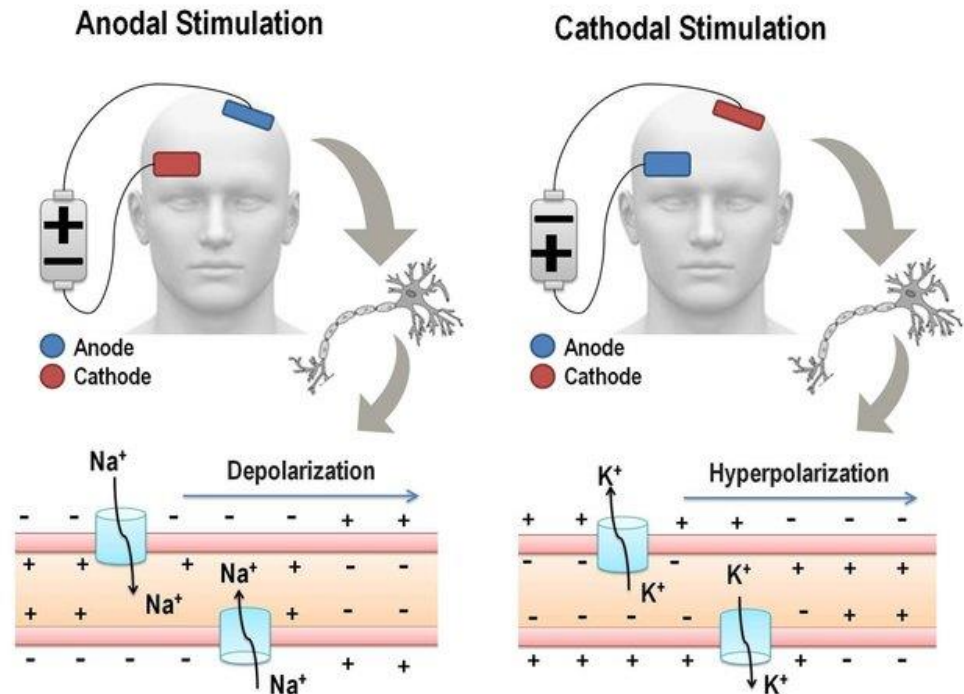 Anodal Stimulation
Cathodal Stimulation
+
−
−
+
Anode
Cathode
Anode
Cathode
Na⁺
Depolarization
- - - - - + +
+ + + + - -
Na⁺
Na⁺
+ + + - -
- - - - + +
Na⁺
K⁺
Hyperpolarization
+ + + + - - -
- - - - + + +
K⁺
K⁺
- - - - + +
+ + + + + - -
K⁺